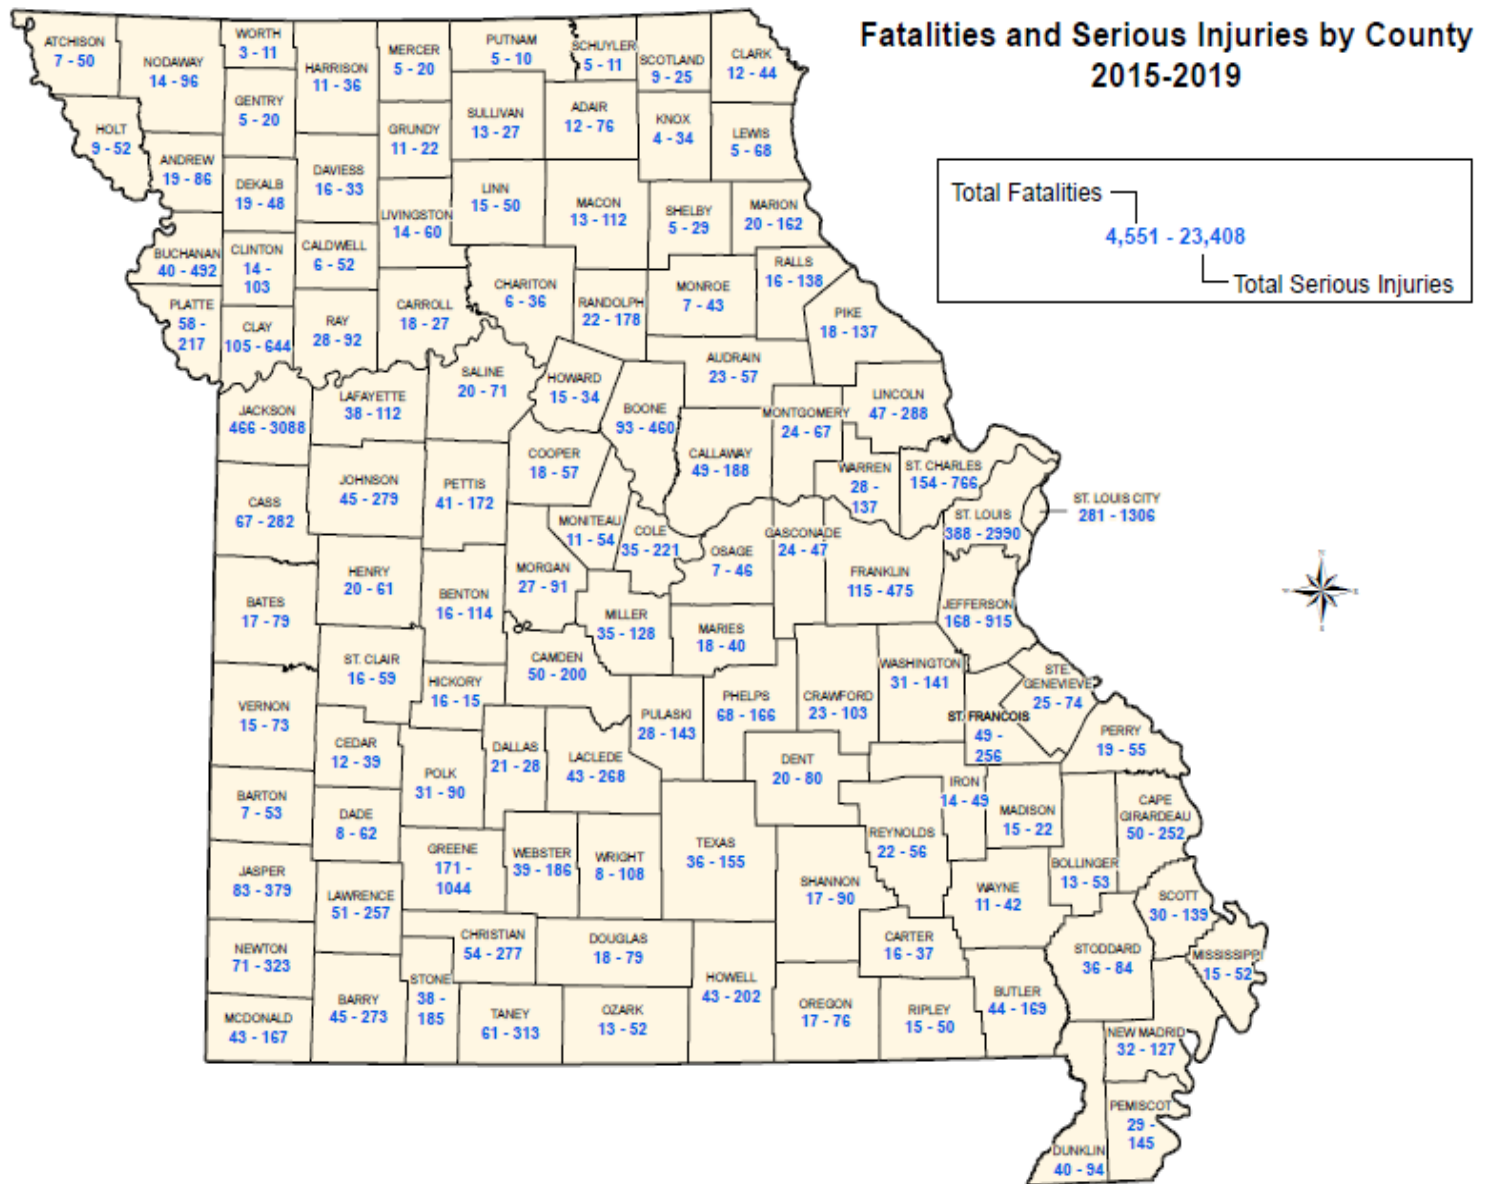 Fatalities and Serious Injuries by County
2015-2019
Total Fatalities
4,551 - 23,408
Total Serious Injuries
ATCHISON
7 - 50
NODAWAY
14 - 96
WORTH
3 - 11
HARRISON
11 - 36
MERCER
5 - 20
PUTNAM
5 - 10
SCHUYLER
5 - 11
SCOTLAND
9 - 25
CLARK
12 - 44
HOLT
9 - 52
ANDREW
19 - 86
GENTRY
5 - 20
DEKALB
19 - 48
DAVIESS
16 - 33
GRUNDY
11 - 22
SULLIVAN
13 - 27
ADAIR
12 - 76
KNOX
4 - 34
LEWIS
5 - 68
LIVINGSTON
14 - 60
LINN
15 - 50
MACON
13 - 112
SHELBY
5 - 29
MARION
20 - 162
BUCHANAN
40 - 492
CLINTON
14 -
103
CALDWELL
6 - 52
PLATTE
58 -
217
CLAY
105 - 644
RAY
28 - 92
CARROLL
18 - 27
CHARITON
6 - 36
RANDOLPH
22 - 178
MONROE
7 - 43
RALLS
16 - 138
PIKE
18 - 137
AUDRAIN
23 - 57
JACKSON
466 - 3088
LAFAYETTE
38 - 112
SALINE
20 - 71
HOWARD
15 - 34
BOONE
93 - 460
CALLAWAY
49 - 188
MONTGOMERY
24 - 67
LINCOLN
47 - 288
WARREN
28 -
137
ST. CHARLES
154 - 766
ST. LOUIS CITY
281 - 1306
ST. LOUIS
388 - 2990
CASS
67 - 282
JOHNSON
45 - 279
PETTIS
41 - 172
COOPER
18 - 57
MONITEAU
11 - 54
COLE
35 - 221
OSAGE
7 - 46
GASCONADE
24 - 47
FRANKLIN
115 - 475
JEFFERSON
168 - 915
BATES
17 - 79
HENRY
20 - 61
BENTON
16 - 114
MORGAN
27 - 91
MILLER
35 - 128
MARIES
18 - 40
CAMDEN
50 - 200
ST. CLAIR
16 - 59
HICKORY
16 - 15
VERNON
15 - 73
CEDAR
12 - 39
POLK
31 - 90
DALLAS
21 - 28
LACLEDE
43 - 268
PULASKI
28 - 143
PHELPS
68 - 166
CRAWFORD
23 - 103
WASHINGTON
31 - 141
STE.
GENEVIEVE
25 - 74
ST. FRANCOIS
49 -
256
PERRY
19 - 55
DENT
20 - 80
IRON
14 - 49
MADISON
15 - 22
CAPE
GIRARDEAU
50 - 252
BARTON
7 - 53
DADE
8 - 62
GREENE
171 -
1044
WEBSTER
39 - 186
WRIGHT
8 - 108
TEXAS
36 - 155
REYNOLDS
22 - 56
SHANNON
17 - 90
WAYNE
11 - 42
BOLLINGER
13 - 53
SCOTT
30 - 139
JASPER
83 - 379
LAWRENCE
51 - 257
CHRISTIAN
54 - 277
DOUGLAS
18 - 79
CARTER
16 - 37
STODDARD
36 - 84
MISSISSIPPI
15 - 52
NEWTON
71 - 323
STONE
38 -
185
HOWELL
43 - 202
MCDONALD
43 - 167
BARRY
45 - 273
TANEY
61 - 313
OZARK
13 - 52
OREGON
17 - 76
RIPLEY
15 - 50
BUTLER
44 - 169
NEW MADRID
32 - 127
PEMISCOT
29 -
145
DUNKLIN
40 - 94